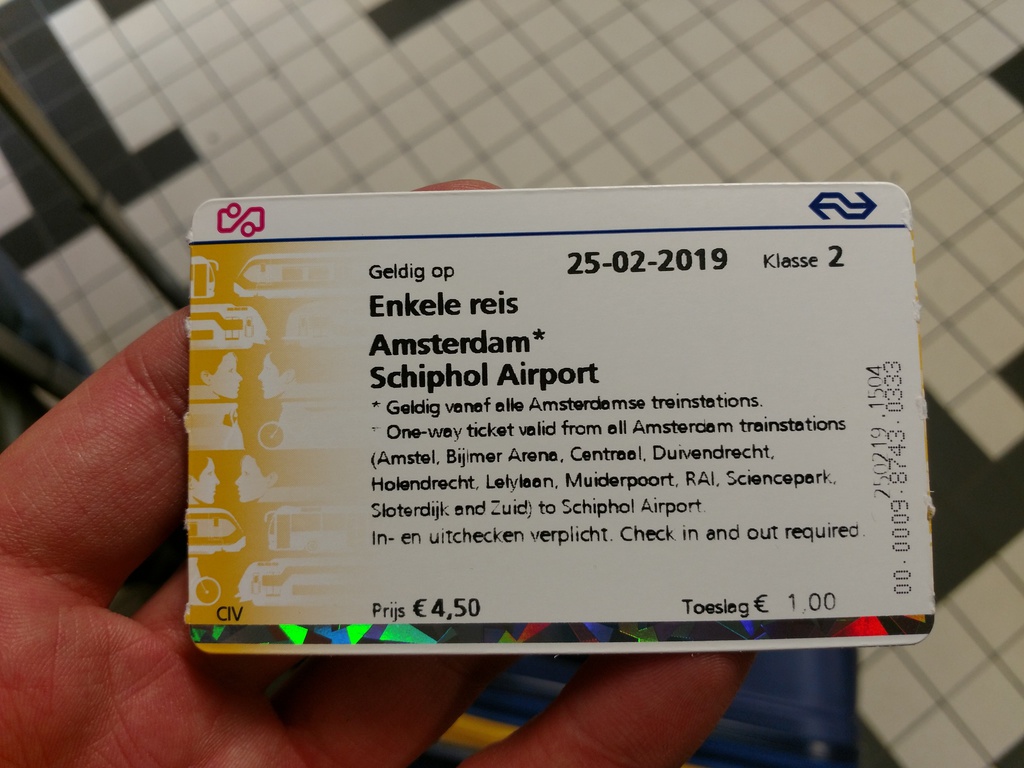 Geldig op 25-02-2019 Klasse 2
Enkele reis
Amsterdam*
Schiphol Airport
* Geldig vanaf alle Amsterdamse treinstations.
* One-way ticket valid from all Amsterdam trainstations
(Amstel, Bijlmer Arena, Centraal, Duivendrecht,
Holendrecht, Lelylaan, Muiderpoort, RAI, Sciencepark,
Sloterdijk and Zuid) to Schiphol Airport.
In- en uitchecken verplicht. Check in and out required.
CIV Prijs € 4,50 Toeslag € 1,00
250219 1504
00.0009.8743.0333